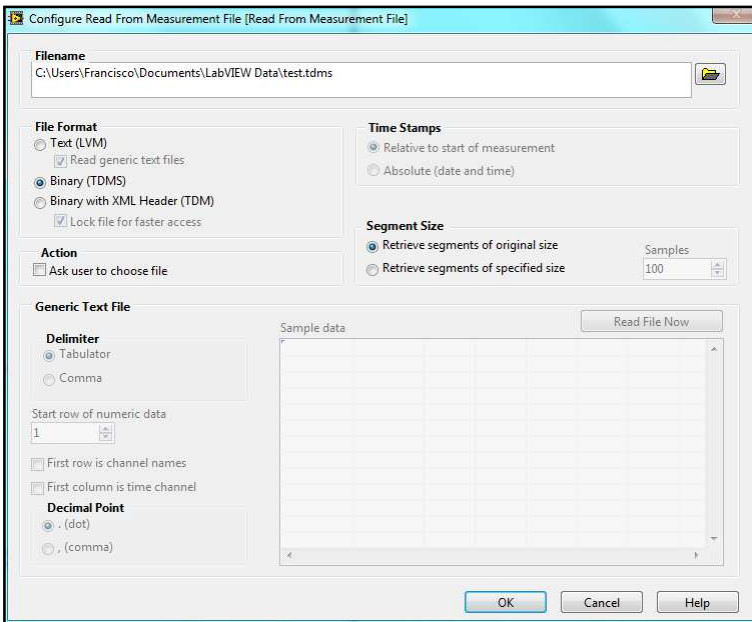 Configure Read From Measurement File [Read From Measurement File]
Filename
C:\Users\Francisco\Documents\LabVIEW Data\test.tdms
File Format
Text (LVM)
Read generic text files
Binary (TDMS)
Binary with XML Header (TDM)
Lock file for faster access
Time Stamps
Relative to start of measurement
Absolute (date and time)
Action
Ask user to choose file
Segment Size
Retrieve segments of original size
Retrieve segments of specified size
Samples
100
Generic Text File
Delimiter
Tabulator
Comma
Start row of numeric data
1
First row is channel names
First column is time channel
Decimal Point
. (dot)
, (comma)
Sample data
Read File Now
OK Cancel Help